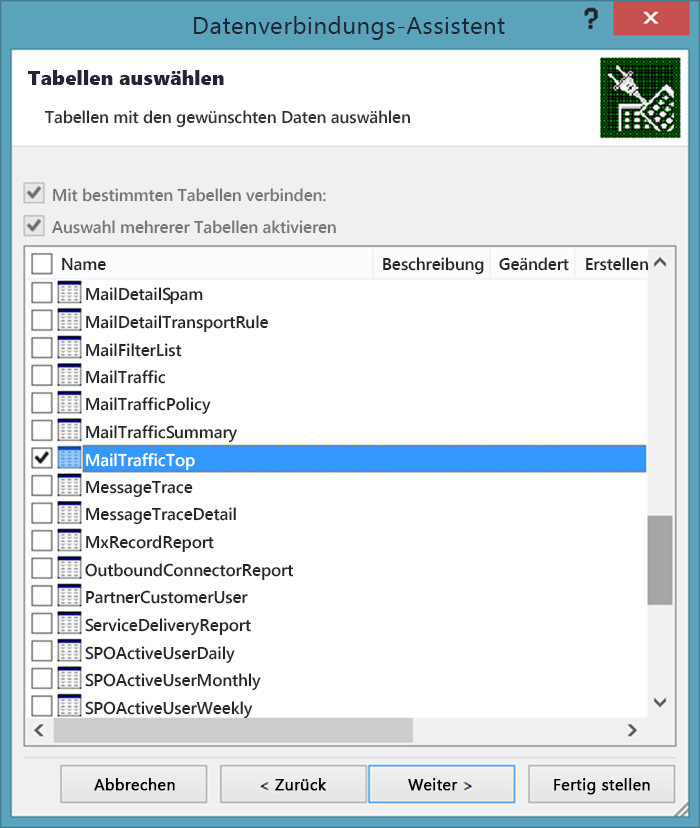 Datenverbindungs-Assistent ?
Tabellen auswählen
Tabellen mit den gewünschten Daten auswählen
Mit bestimmten Tabellen verbinden:
Auswahl mehrerer Tabellen aktivieren
Name Beschreibung Geändert Erstellen
MailDetailSpam
MailDetailTransportRule
MailFilterList
MailTraffic
MailTrafficPolicy
MailTrafficSummary
MailTrafficTop
MessageTrace
MessageTraceDetail
MxRecordReport
OutboundConnectorReport
PartnerCustomerUser
ServiceDeliveryReport
SPOActiveUserDaily
SPOActiveUserMonthly
SPOActiveUserWeekly
Abbrechen < Zurück Weiter > Fertig stellen